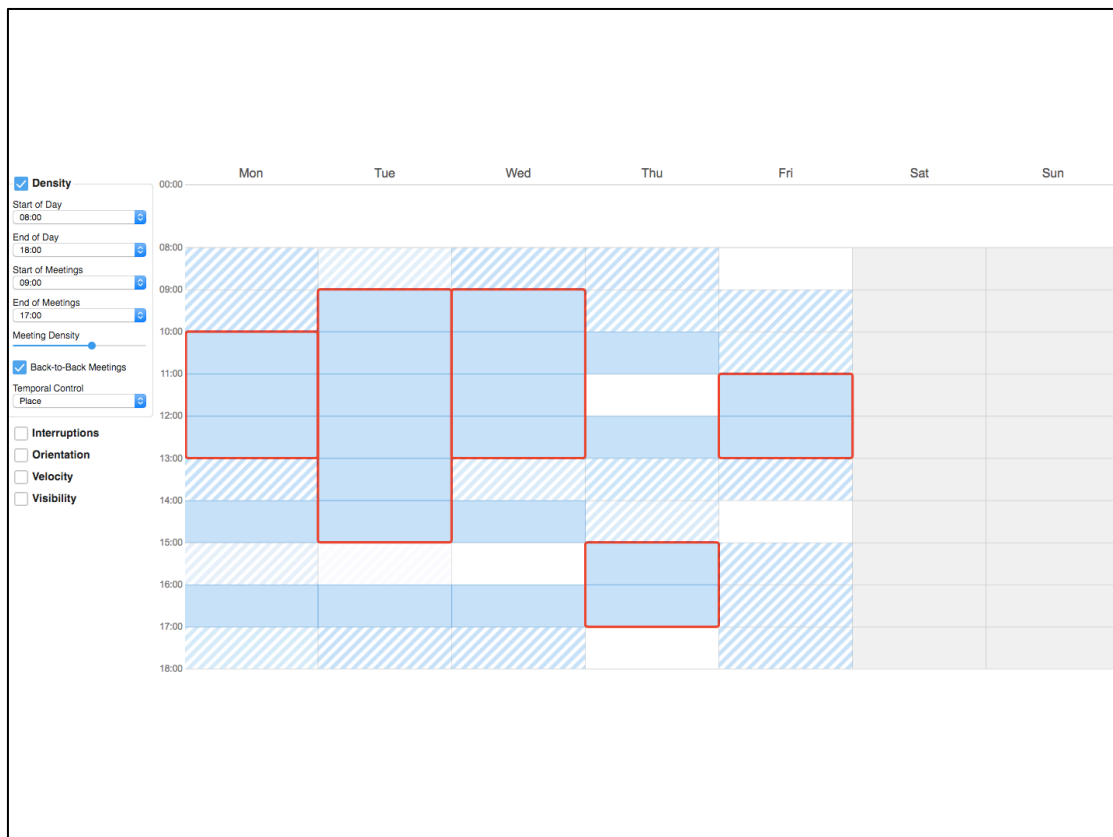 Mon Tue Wed Thu Fri Sat Sun
Density
00:00
Start of Day
08:00
End of Day
18:00
Start of Meetings
09:00
End of Meetings
17:00
Meeting Density
Back-to-Back Meetings
Temporal Control
Place
Interruptions
Orientation
Velocity
Visibility
08:00
09:00
10:00
11:00
12:00
13:00
14:00
15:00
16:00
17:00
18:00